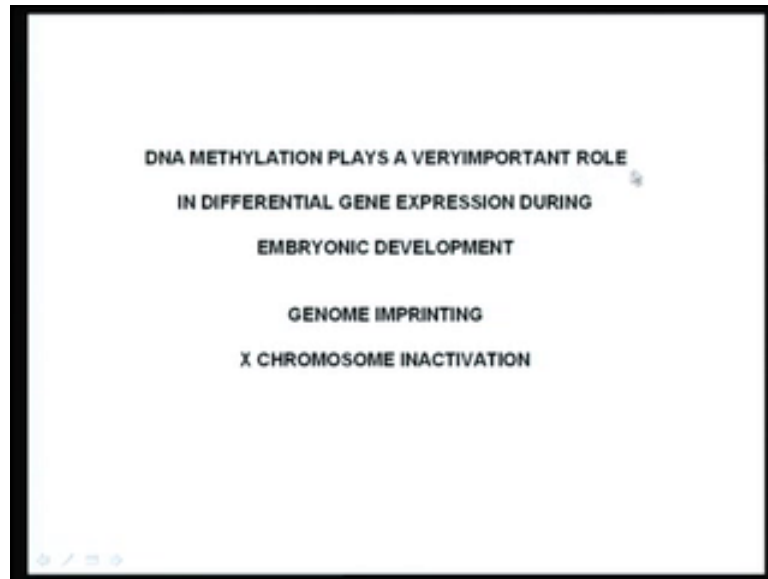 DNA METHYLATION PLAYS A VERYIMPORTANT ROLE
IN DIFFERENTIAL GENE EXPRESSION DURING
EMBRYONIC DEVELOPMENT
GENOME IMPRINTING
X CHROMOSOME INACTIVATION